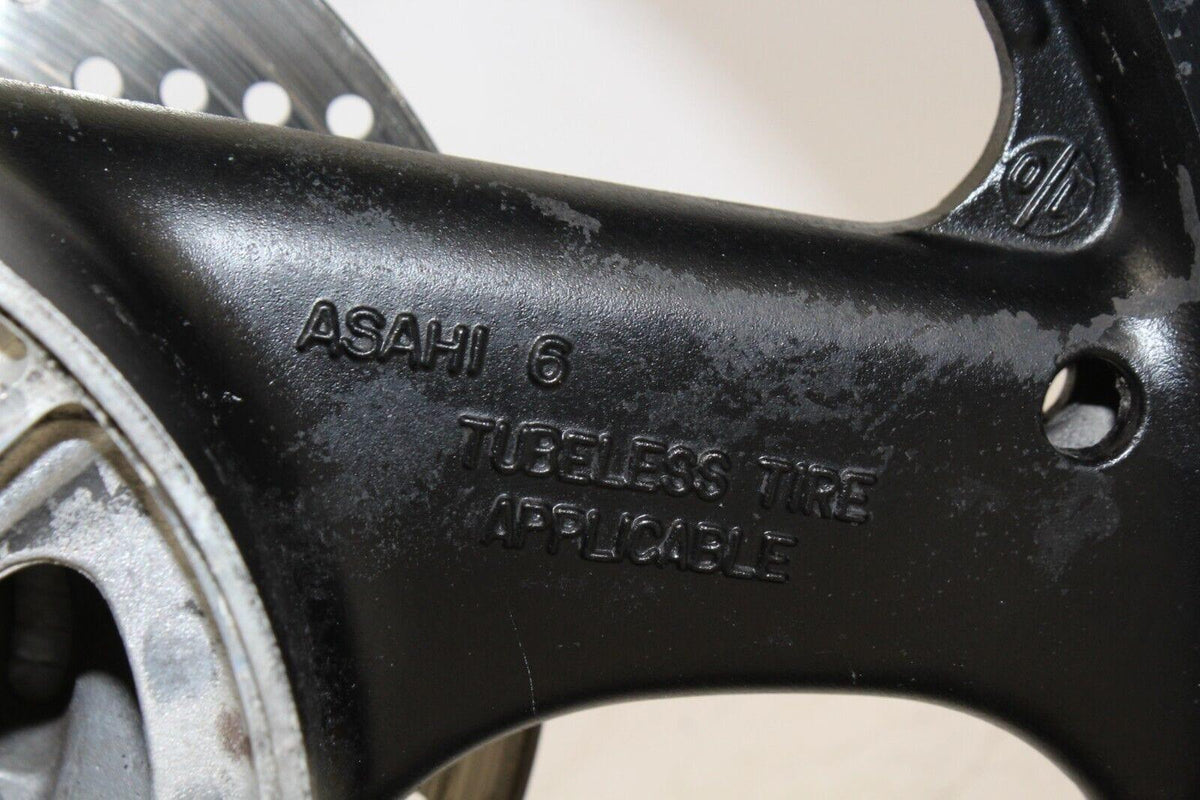 ASAHI 6
TUBELESS TIRE
APPLICABLE